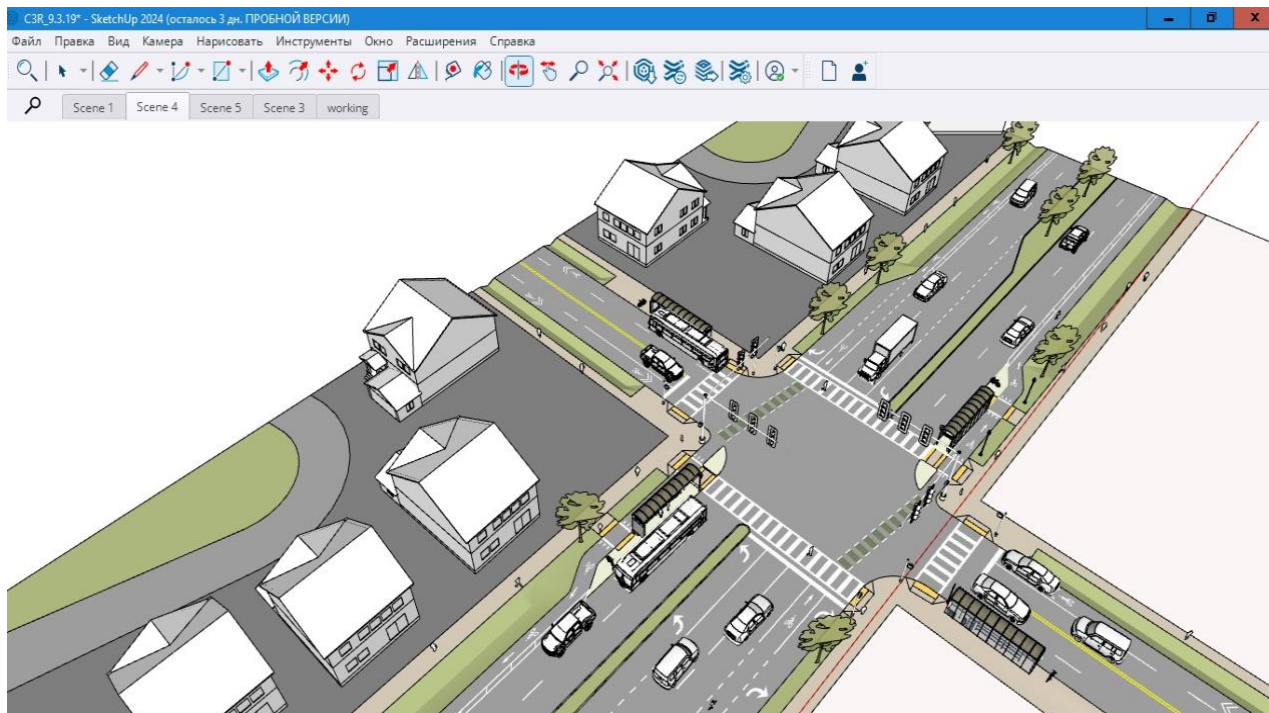 C3R_9.3.19* - SketchUp 2024 (осталось 3 дн. ПРОБНОЙ ВЕРСИИ)
Файл Правка Вид Камера Нарисовать Инструменты Окно Расширения Справка
Scene 1 Scene 4 Scene 5 Scene 3 working